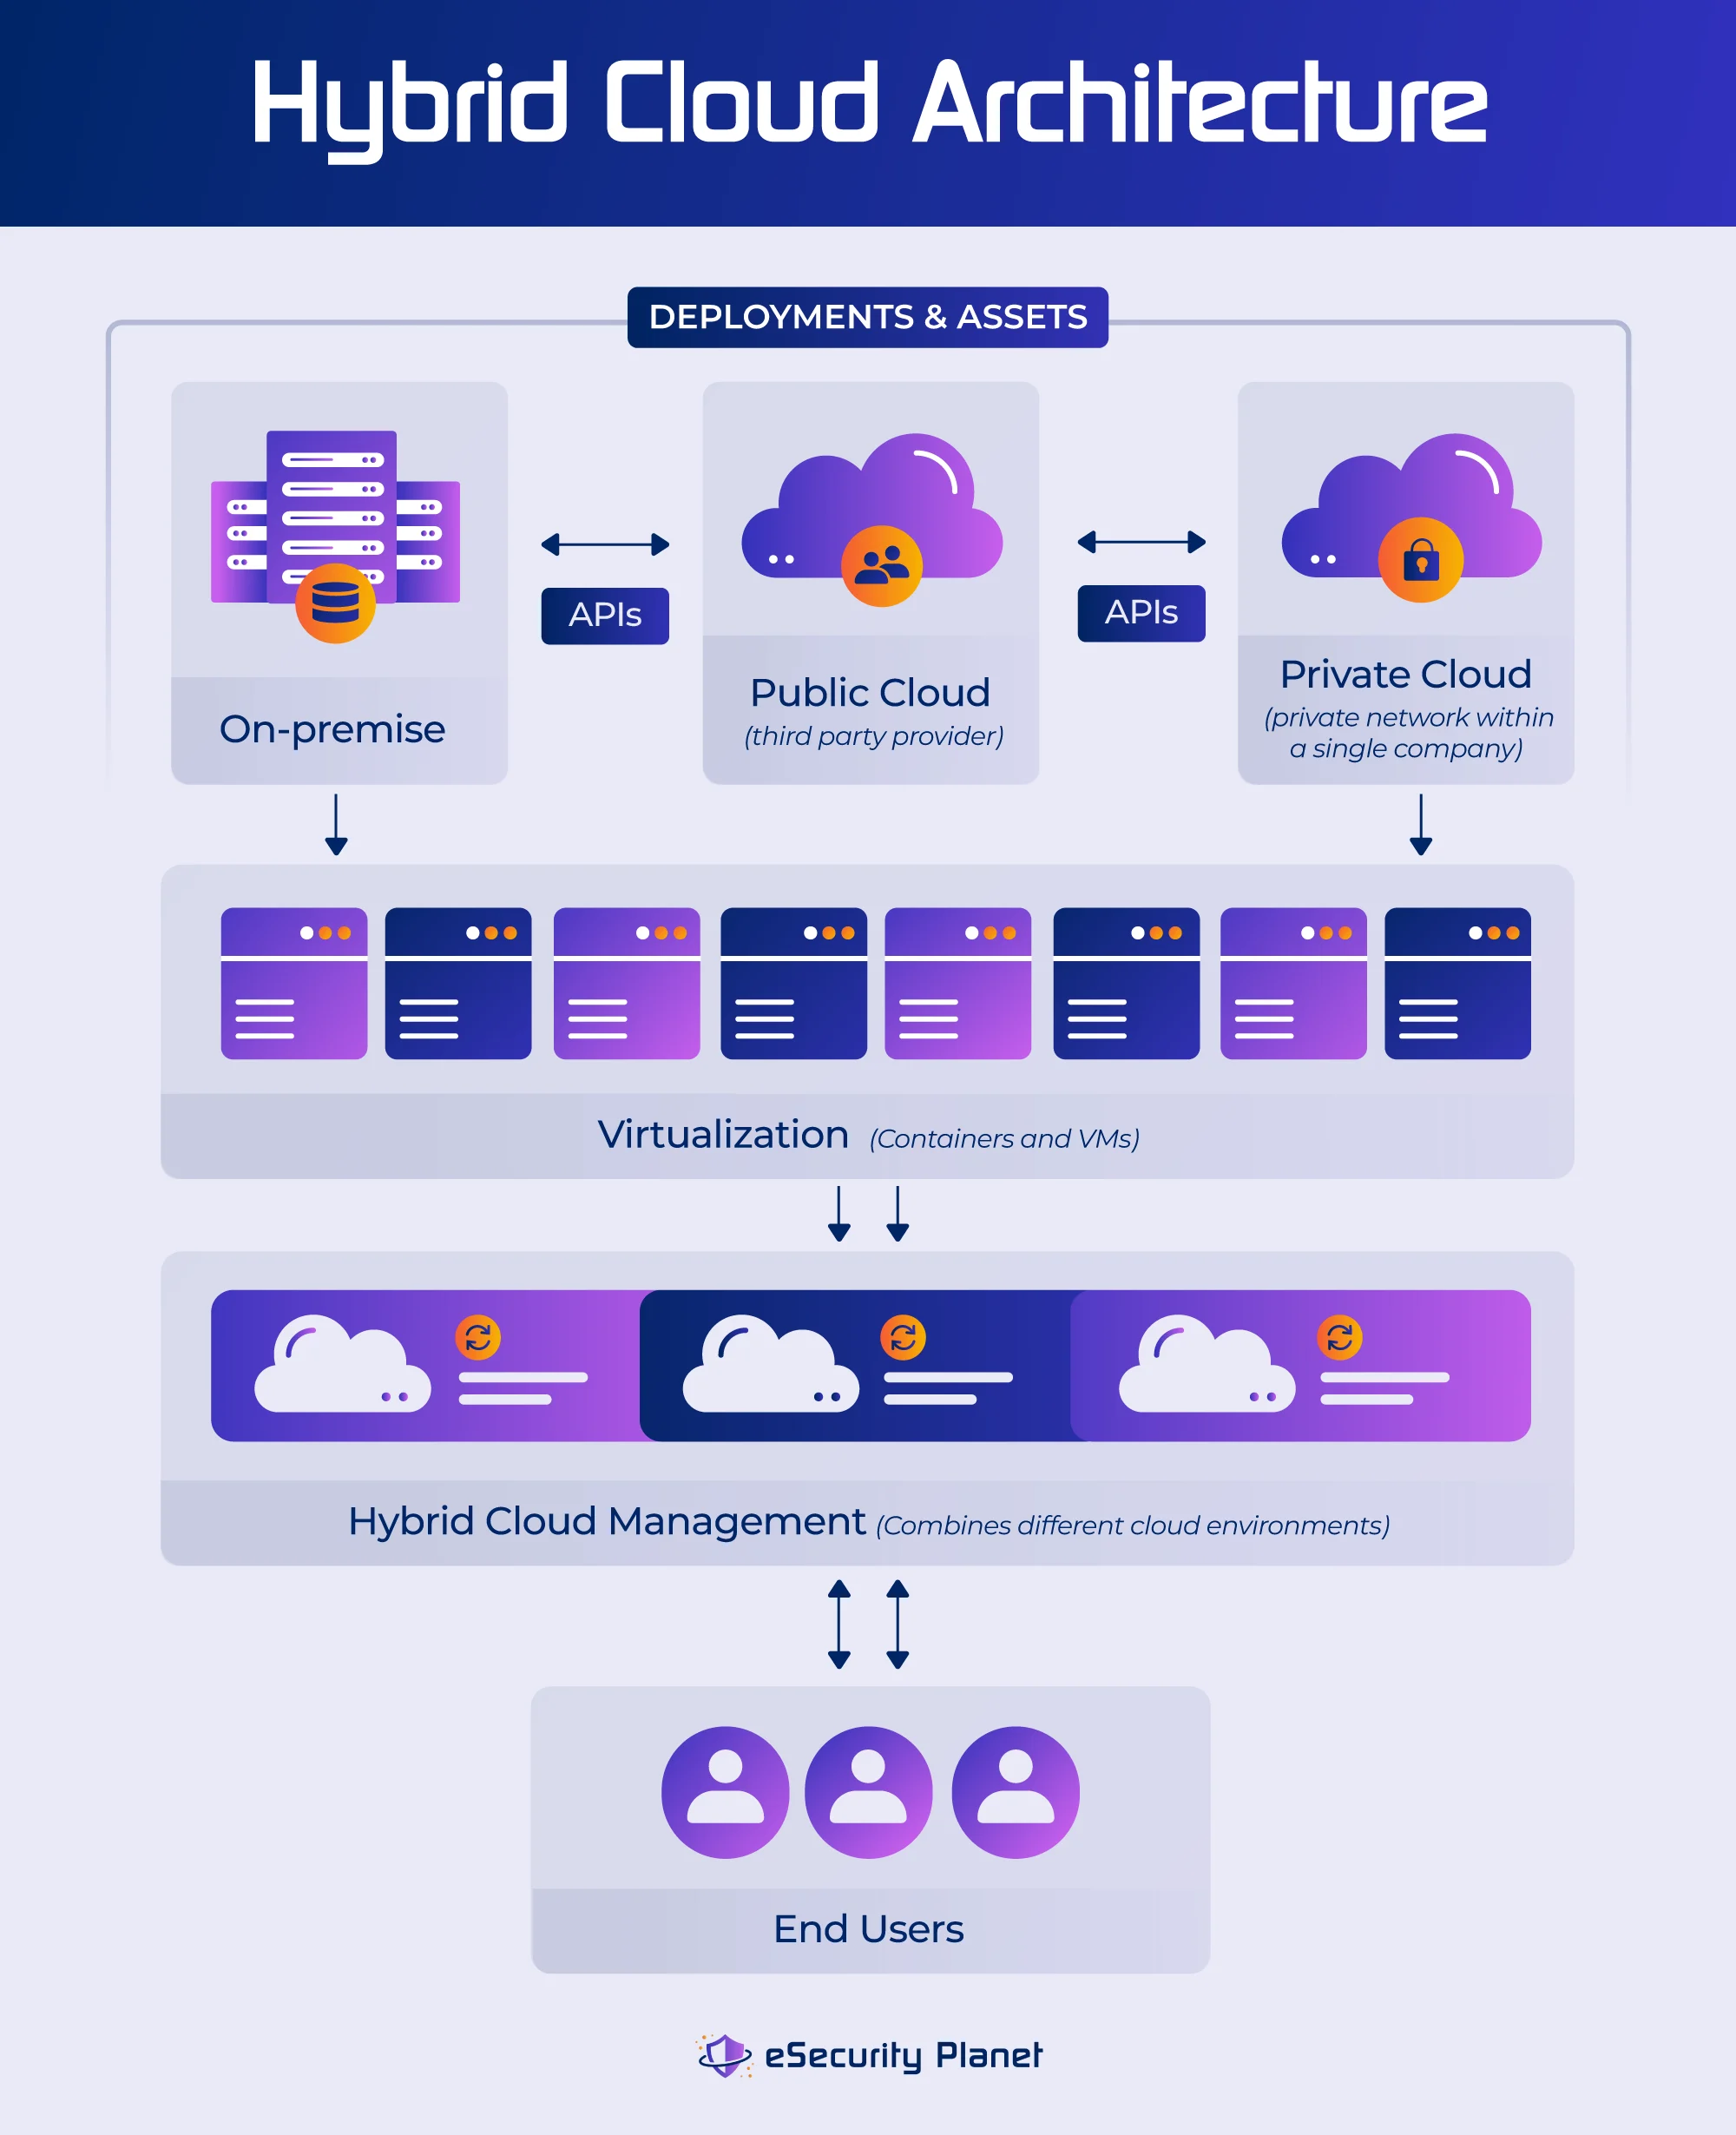 Hybrid Cloud Architecture
DEPLOYMENTS & ASSETS
On-premise
APIs
Public Cloud
(third party provider)
APIs
Private Cloud
(private network within
a single company)
Virtualization (Containers and VMs)
Hybrid Cloud Management (Combines different cloud environments)
End Users
eSecurity Planet